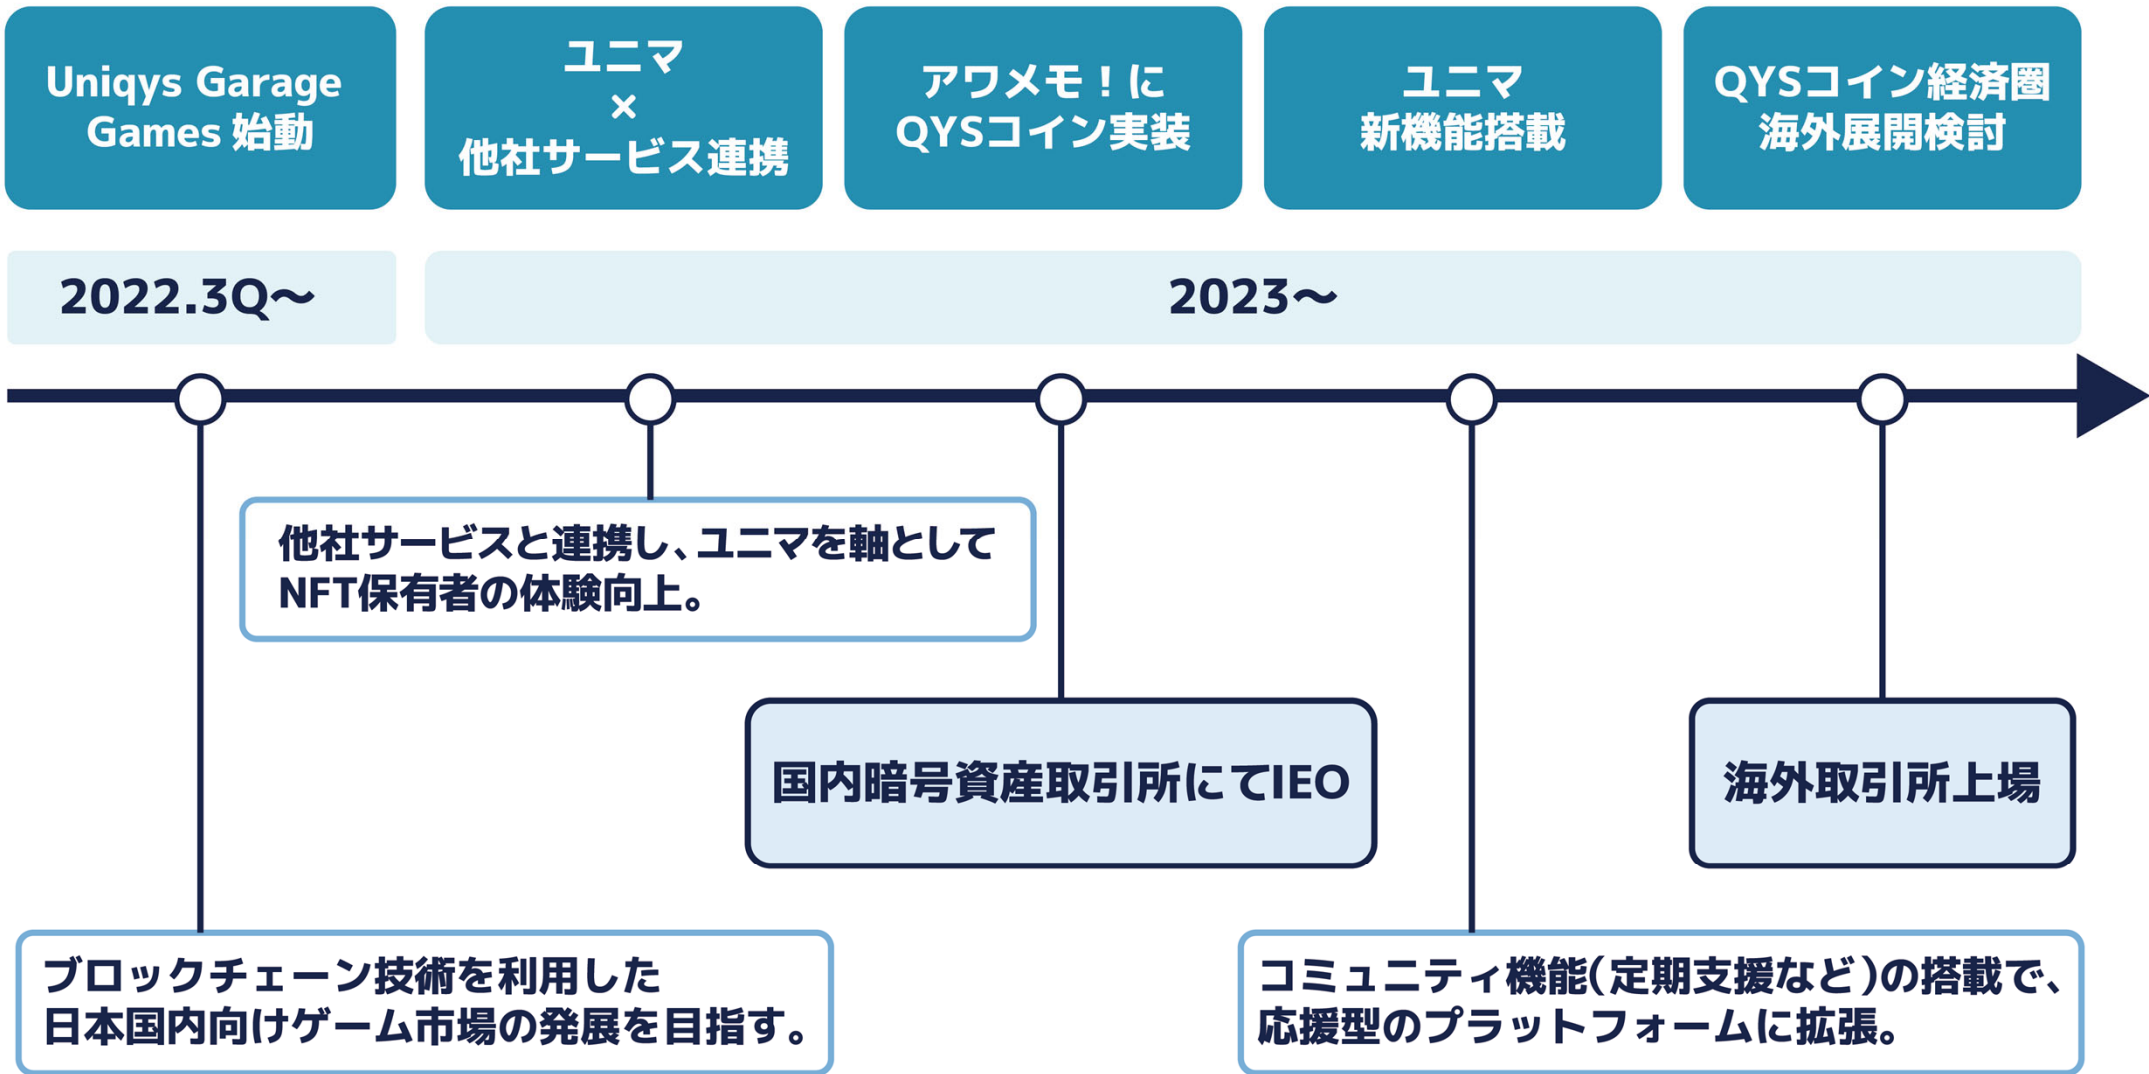 Uniqys Garage
Games 始動
ユニマ
×
他社サービス連携
アワメモ！に
QYSコイン実装
ユニマ
新機能搭載
QYSコイン経済圏
海外展開検討
2022.3Q〜
2023〜
他社サービスと連携し、ユニマを軸として
NFT保有者の体験向上。
国内暗号資産取引所にてIEO
海外取引所上場
ブロックチェーン技術を利用した
日本国内向けゲーム市場の発展を目指す。
コミュニティ機能(定期支援など)の搭載で、
応援型のプラットフォームに拡張。